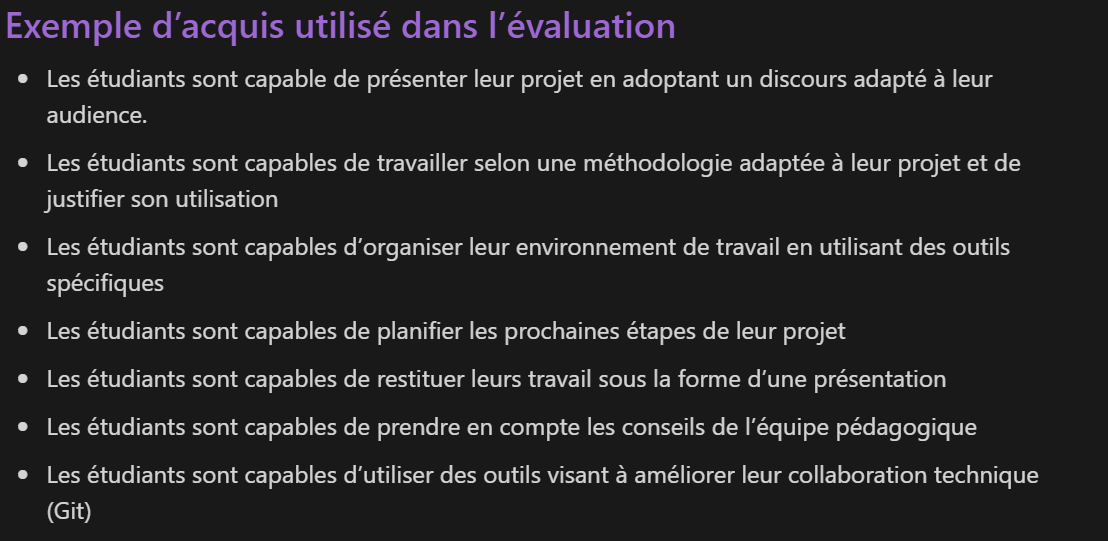 Exemple d’acquis utilisé dans l’évaluation
• Les étudiants sont capable de présenter leur projet en adoptant un discours adapté à leur
audience.
• Les étudiants sont capables de travailler selon une méthodologie adaptée à leur projet et de
justifier son utilisation
• Les étudiants sont capables d’organiser leur environnement de travail en utilisant des outils
spécifiques
• Les étudiants sont capables de planifier les prochaines étapes de leur projet
• Les étudiants sont capables de restituer leurs travail sous la forme d’une présentation
• Les étudiants sont capables de prendre en compte les conseils de l’équipe pédagogique
• Les étudiants sont capables d’utiliser des outils visant à améliorer leur collaboration technique
(Git)